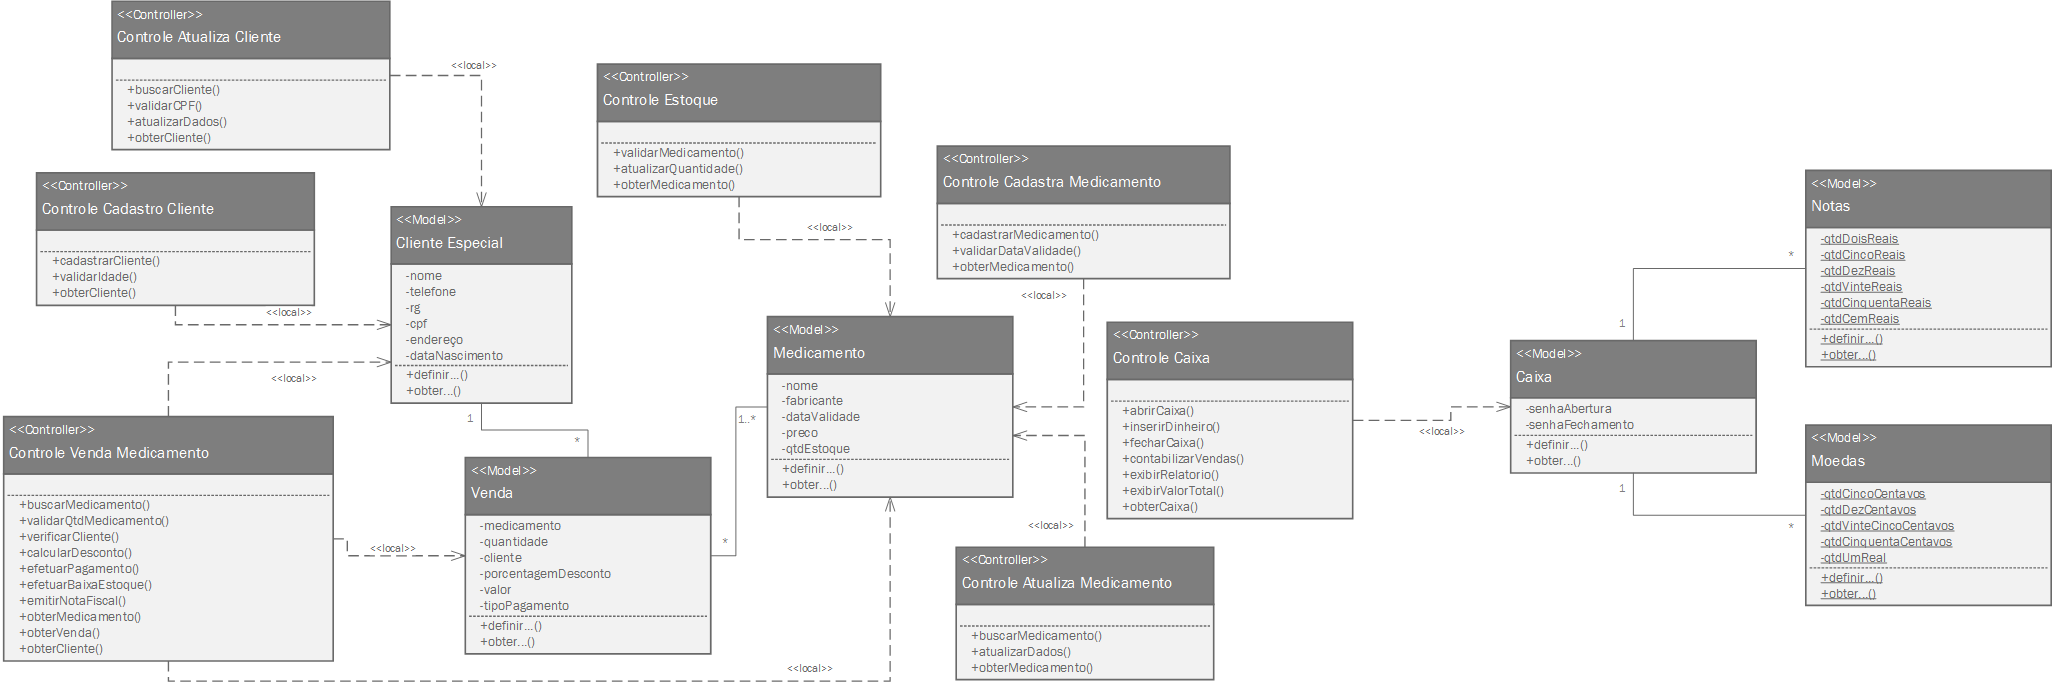 <<Controller>>
Controle Atualiza Cliente
+buscarCliente()
+validarCPF()
+atualizarDados()
+obterCliente()
<<local>>
<<Controller>>
Controle Cadastro Cliente
+cadastrarCliente()
+validarIdade()
+obterCliente()
<<local>>
<<Model>>
Cliente Especial
-nome
-telefone
-rg
-cpf
-endereço
-dataNascimento
+definir...()
+obter...()
<<local>>
1
*
<<Controller>>
Controle Venda Medicamento
+buscarMedicamento()
+validarQtdMedicamento()
+verificarCliente()
+calcularDesconto()
+efetuarPagamento()
+efetuarBaixaEstoque()
+emitirNotaFiscal()
+obterMedicamento()
+obterVenda()
+obterCliente()
<<local>>
<<local>>
<<Model>>
Venda
-medicamento
-quantidade
-cliente
-porcentagemDesconto
-valor
-tipoPagamento
+definir...()
+obter...()
1..*
*
<<Controller>>
Controle Estoque
+validarMedicamento()
+atualizarQuantidade()
+obterMedicamento()
<<local>>
<<Controller>>
Controle Cadastra Medicamento
+cadastrarMedicamento()
+validarDataValidade()
+obterMedicamento()
<<local>>
<<Model>>
Medicamento
-nome
-fabricante
-dataValidade
-preco
-qtdEstoque
+definir...()
+obter...()
<<local>>
<<Controller>>
Controle Atualiza Medicamento
+buscarMedicamento()
+atualizarDados()
+obterMedicamento()
<<Controller>>
Controle Caixa
+abrirCaixa()
+inserirDinheiro()
+fecharCaixa()
+contabilizarVendas()
+exibirRelatorio()
+exibirValorTotal()
+obterCaixa()
<<local>>
<<Model>>
Caixa
-senhaAbertura
-senhaFechamento
+definir...()
+obter...()
1
*
1
*
<<Model>>
Notas
-qtdDoisReais
-qtdCincoReais
-qtdDezReais
-qtdVinteReais
-qtdCinquentaReais
-qtdCemReais
+definir...()
+obter...()
<<Model>>
Moedas
-qtdCincoCentavos
-qtdDezCentavos
-qtdVinteCincoCentavos
-qtdCinquentaCentavos
-qtdUmReal
+definir...()
+obter...()